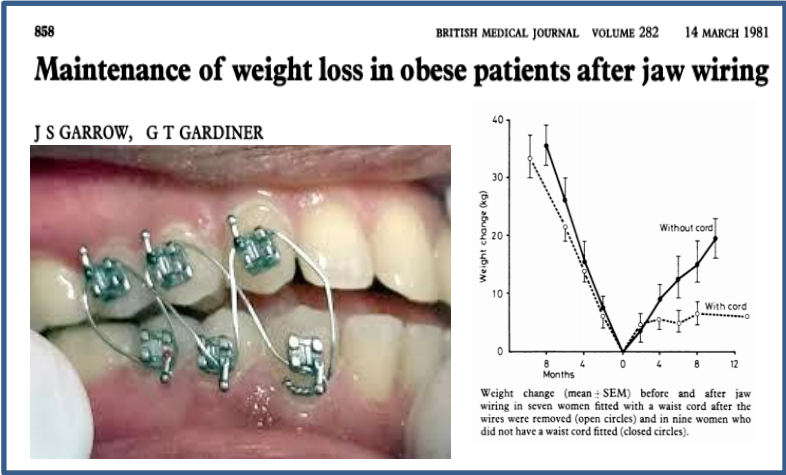 858
BRITISH MEDICAL JOURNAL VOLUME 282 14 MARCH 1981
Maintenance of weight loss in obese patients after jaw wiring
J S GARROW, G T GARDINER
Weight change (kg)
40
30
20
10
0
Without cord
With cord
8 4 0 4 8 12
Months
Weight change (mean ± SEM) before and after jaw
wiring in seven women fitted with a waist cord after the
wires were removed (open circles) and in nine women who
did not have a waist cord fitted (closed circles).